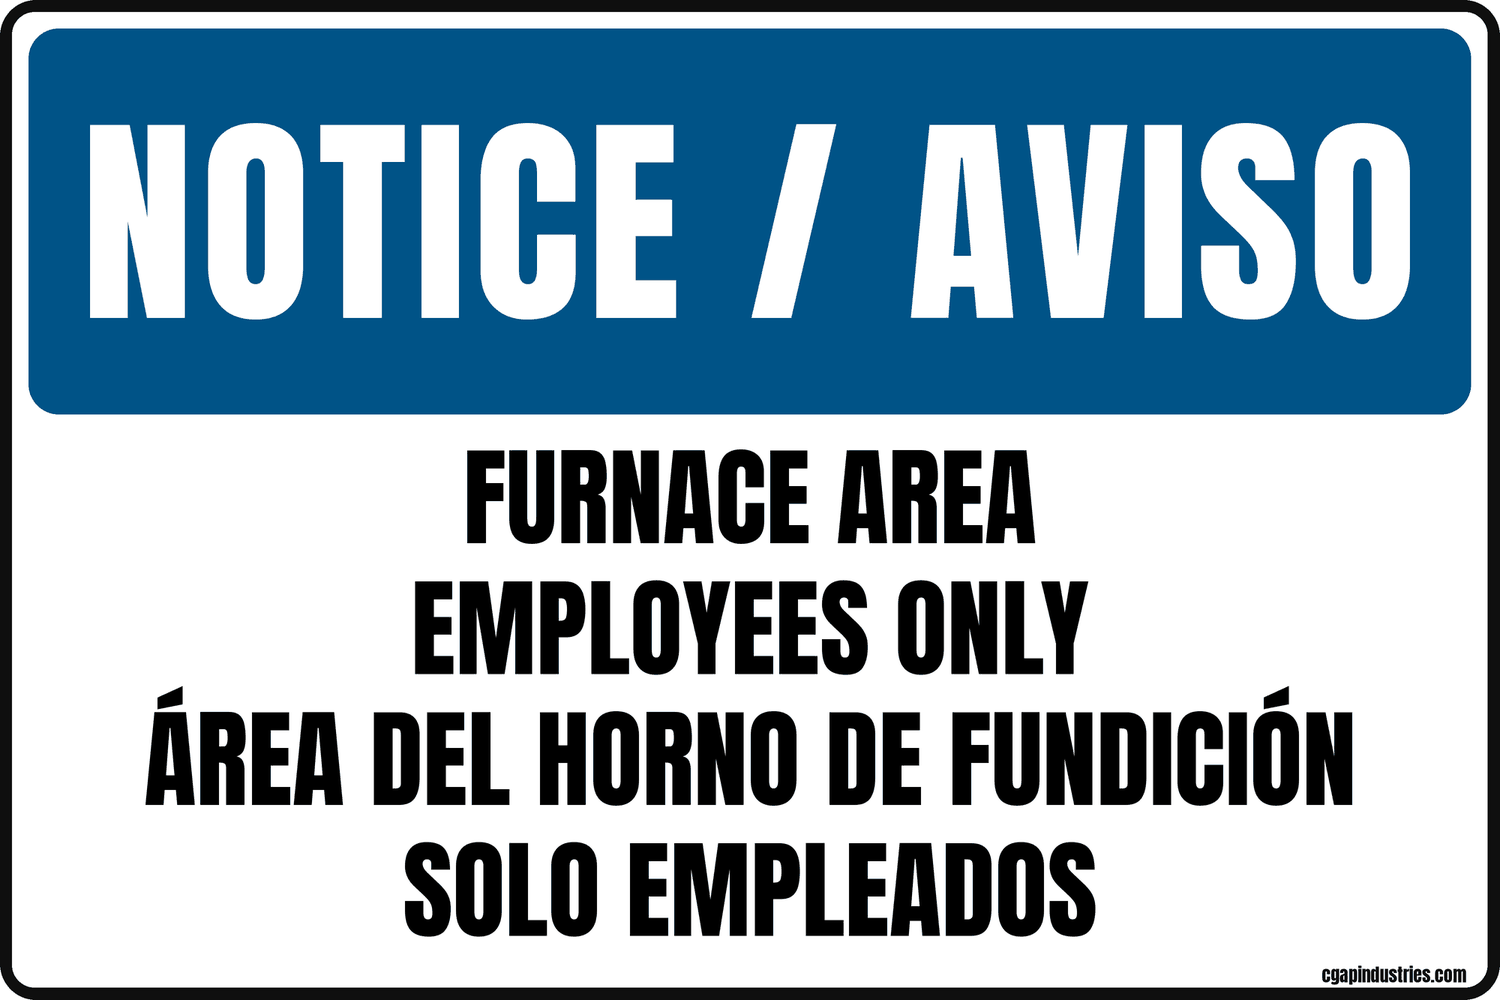 NOTICE / AVISO
FURNACE AREA
EMPLOYEES ONLY
ÁREA DEL HORNO DE FUNDICIÓN
SOLO EMPLEADOS
cgapindustries.com